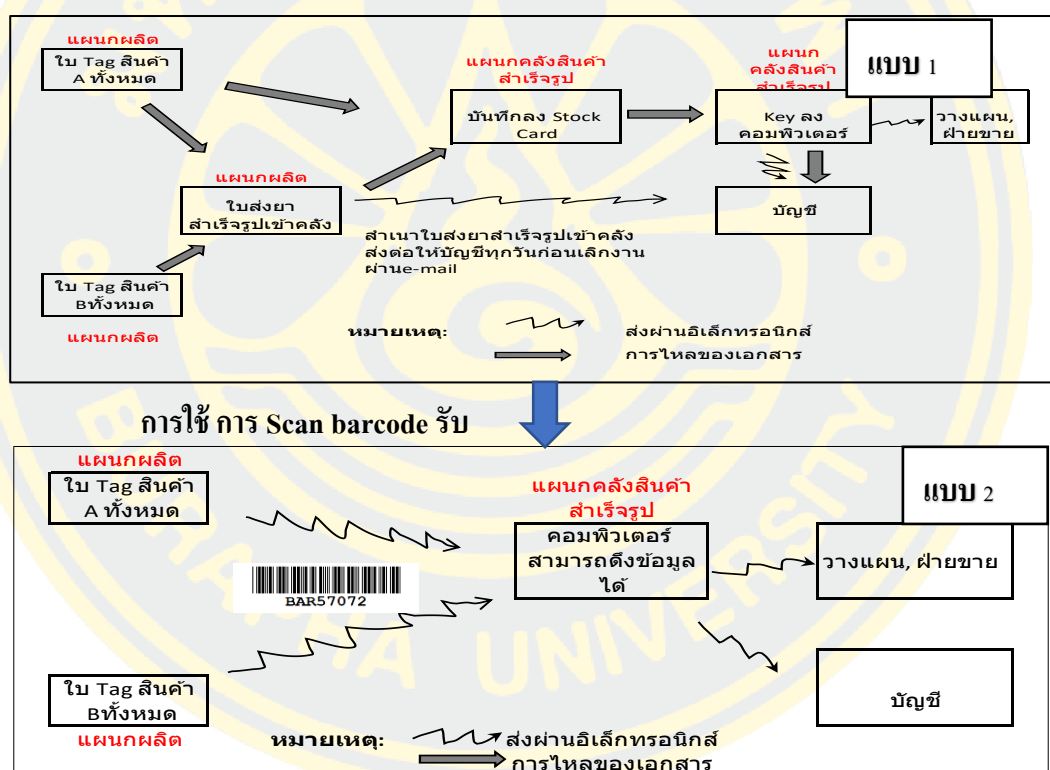 แผนกผลิต
ใบ Tag สินค้า
A ทั้งหมด
แผนกคลังสินค้า
สำเร็จรูป
บันทึกลง Stock
Card
แผนก
คลังสินค้า
สำเร็จรูป
Key ลง
คอมพิวเตอร์
แบบ 1
วางแผน,
ฝ่ายขาย
แผนกผลิต
ใบส่งยา
สำเร็จรูปเข้าคลัง
บัญชี
สำเนาใบส่งยาสำเร็จรูปเข้าคลัง
ส่งต่อให้บัญชีทุกวันก่อนเลิกงาน
ผ่านe-mail
ใบ Tag สินค้า
Bทั้งหมด
แผนกผลิต
หมายเหตุ:
ส่งผ่านอิเล็กทรอนิกส์
การไหลของเอกสาร
การใช้ การ Scan barcode รับ
แผนกผลิต
ใบ Tag สินค้า
A ทั้งหมด
แผนกคลังสินค้า
สำเร็จรูป
คอมพิวเตอร์
สามารถดึงข้อมูล
ได้
แบบ 2
วางแผน, ฝ่ายขาย
BAR57072
ใบ Tag สินค้า
Bทั้งหมด
แผนกผลิต
บัญชี
หมายเหตุ:
ส่งผ่านอิเล็กทรอนิกส์
การไหลของเอกสาร
BURAPHA UNIVERSITY